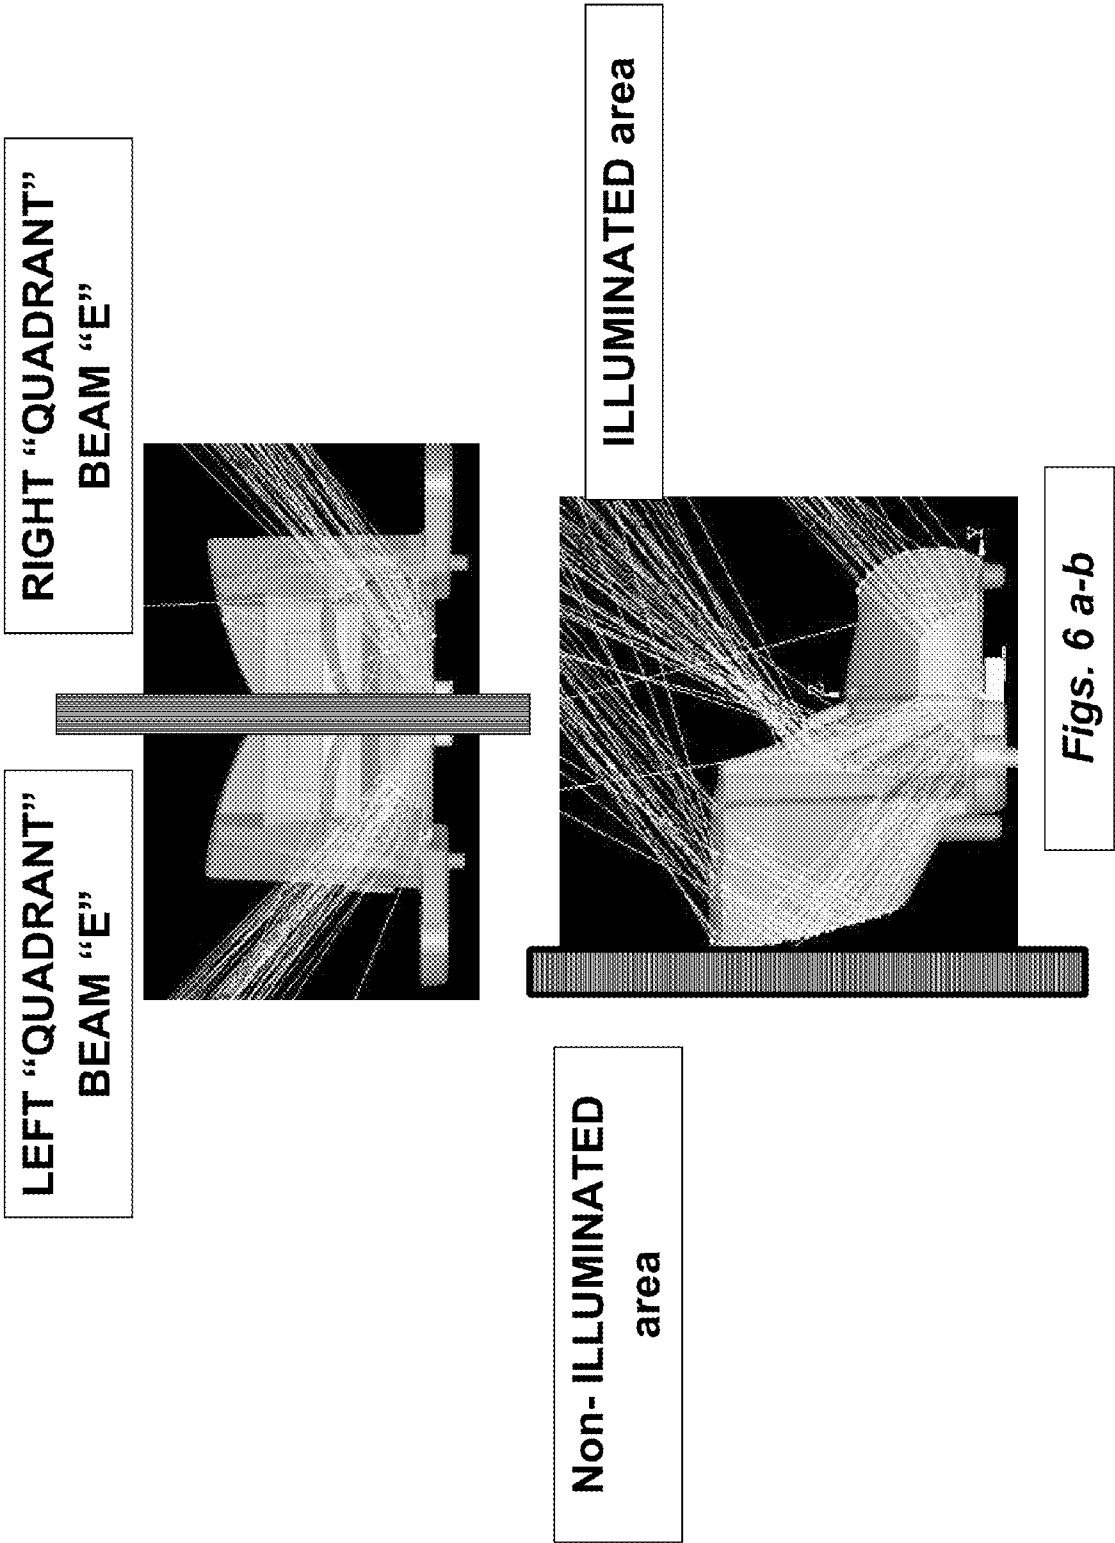 LEFT “QUADRANT”
BEAM “E”
RIGHT “QUADRANT”
BEAM “E”
Non- ILLUMINATED
area
ILLUMINATED area
Figs. 6 a-b